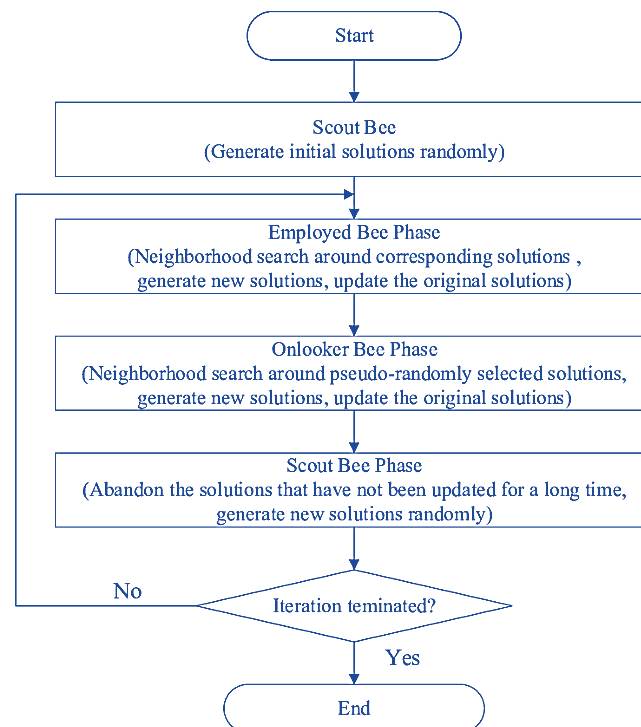 Start
Scout Bee
(Generate initial solutions randomly)
Employed Bee Phase
(Neighborhood search around corresponding solutions ,
generate new solutions, update the original solutions)
Onlooker Bee Phase
(Neighborhood search around pseudo-randomly selected solutions,
generate new solutions, update the original solutions)
Scout Bee Phase
(Abandon the solutions that have not been updated for a long time,
generate new solutions randomly)
No
Iteration teminated?
Yes
End